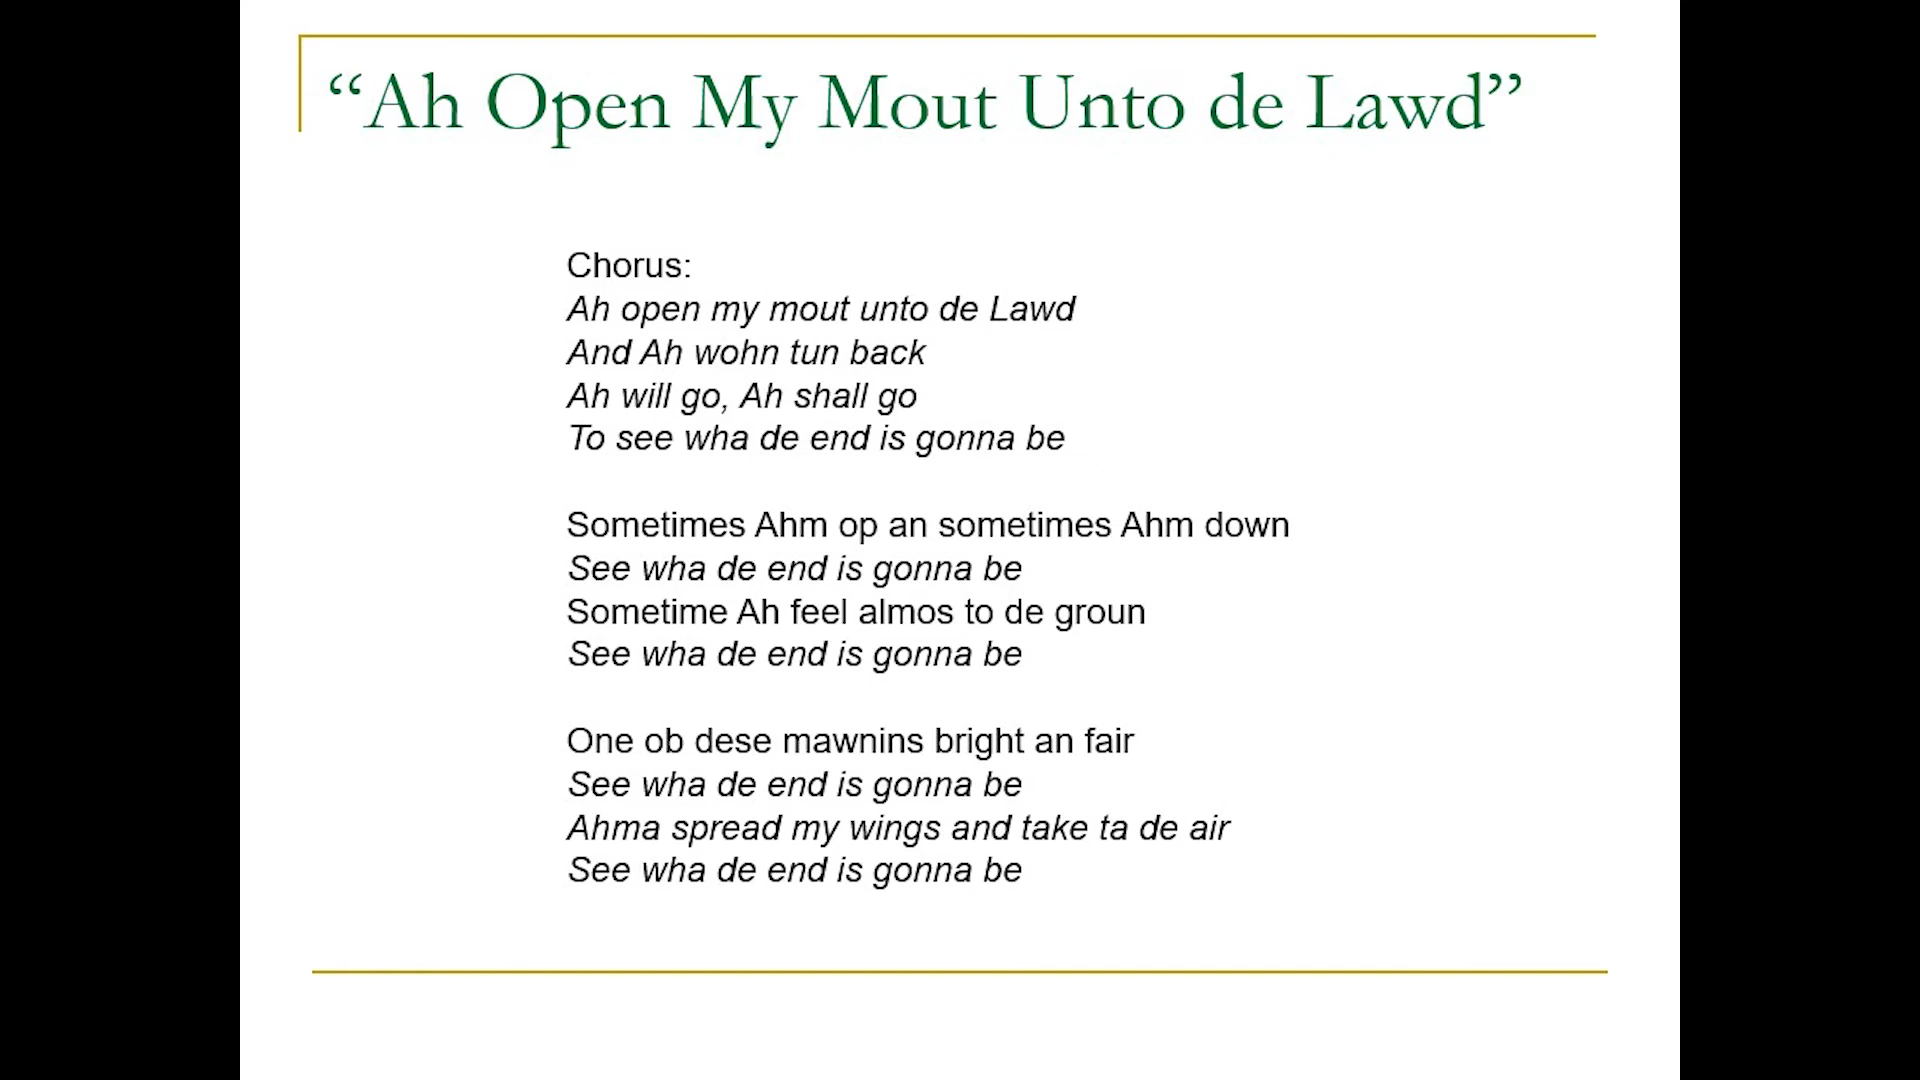 “Ah Open My Mout Unto de Lawd”
Chorus:
Ah open my mout unto de Lawd
And Ah wohn tun back
Ah will go, Ah shall go
To see wha de end is gonna be
Sometimes Ahm op an sometimes Ahm down
See wha de end is gonna be
Sometime Ah feel almos to de groun
See wha de end is gonna be
One ob dese mawnins bright an fair
See wha de end is gonna be
Ahma spread my wings and take ta de air
See wha de end is gonna be